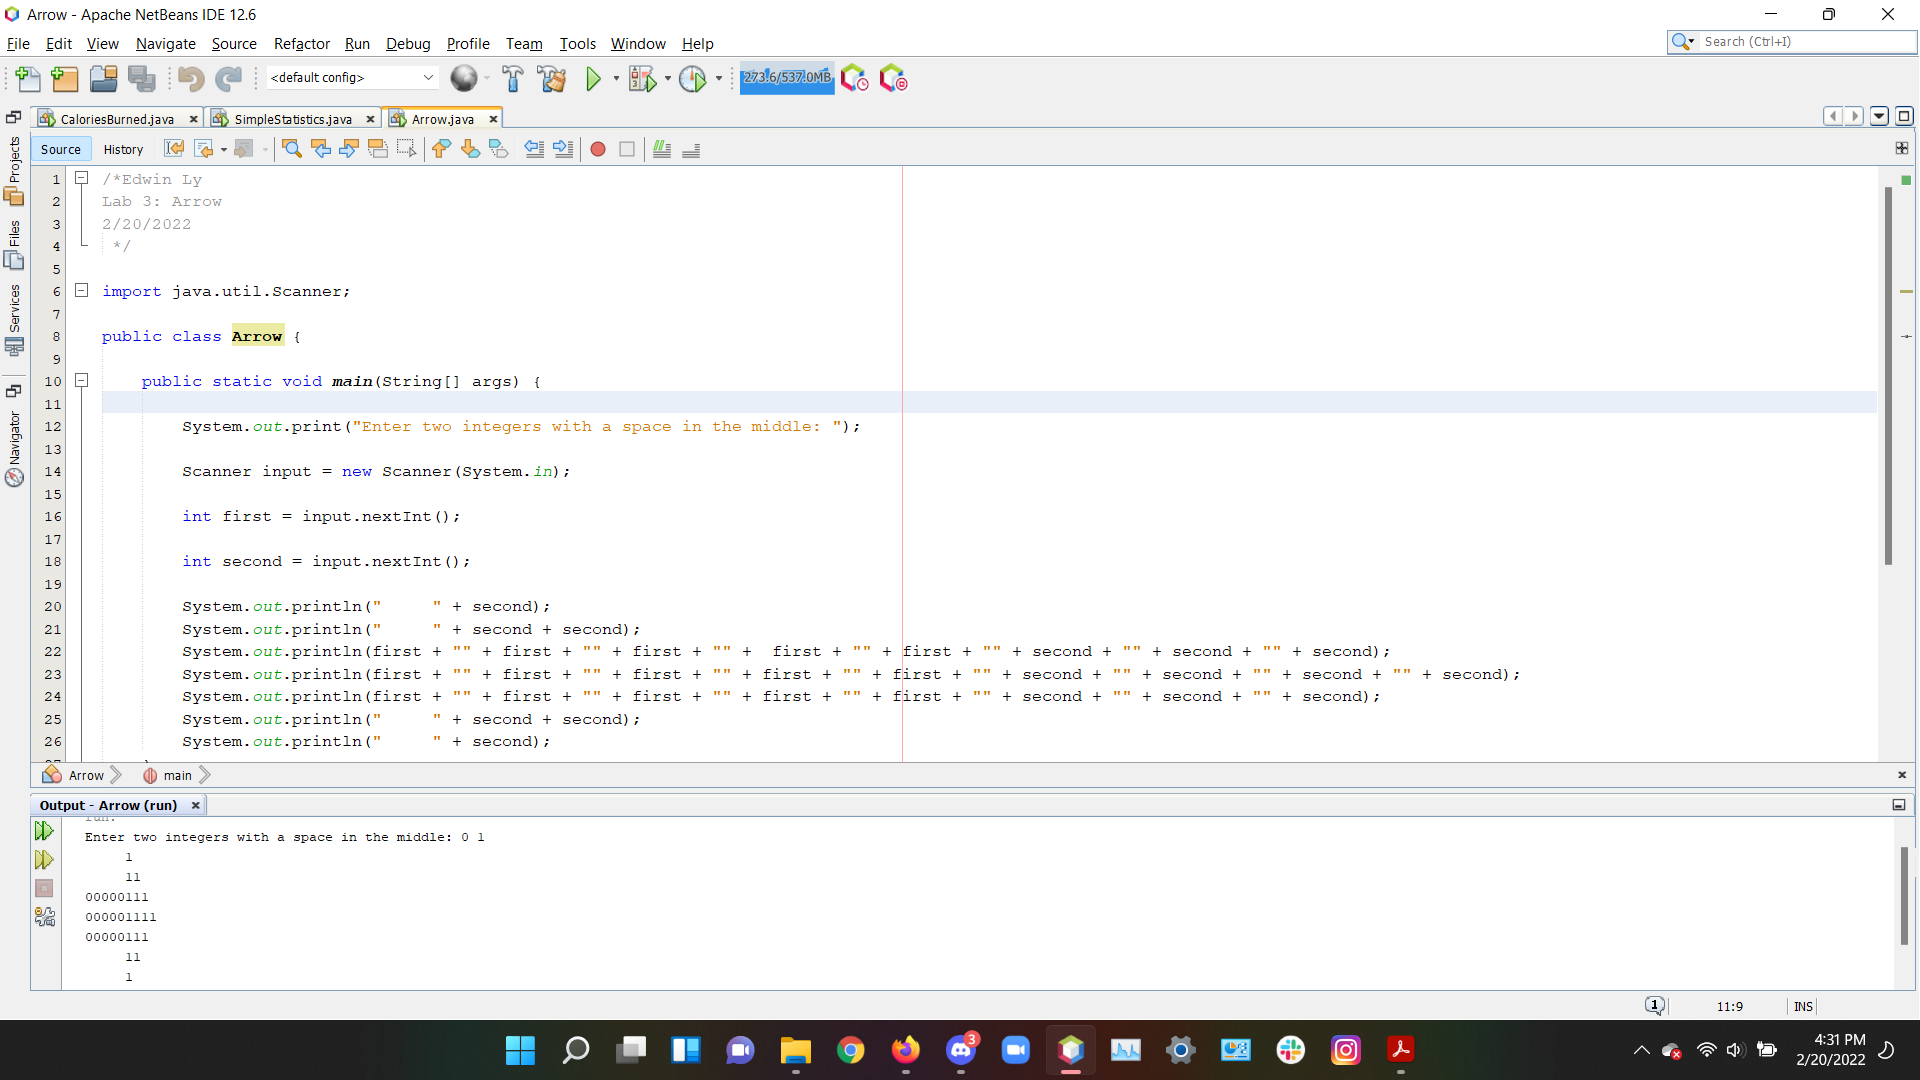 Arrow - Apache NetBeans IDE 12.6
File Edit View Navigate Source Refactor Run Debug Profile Team Tools Window Help
Search (Ctrl+I)
<default config>
273.6/537.0MB
CaloriesBurned.java
SimpleStatistics.java
Arrow.java
Source History
Projects
Files
Services
Navigator
1 /*Edwin Ly
2 Lab 3: Arrow
3 2/20/2022
4  */
5
6 import java.util.Scanner;
7
8 public class Arrow {
9
10     public static void main(String[] args) {
11
12         System.out.print("Enter two integers with a space in the middle: ");
13
14         Scanner input = new Scanner(System.in);
15
16         int first = input.nextInt();
17
18         int second = input.nextInt();
19
20         System.out.println("     " + second);
21         System.out.println("     " + second + second);
22         System.out.println(first + "" + first + "" + first + "" +  first + "" + first + "" + second + "" + second + "" + second);
23         System.out.println(first + "" + first + "" + first + "" + first + "" + first + "" + second + "" + second + "" + second + "" + second);
24         System.out.println(first + "" + first + "" + first + "" + first + "" + first + "" + second + "" + second + "" + second);
25         System.out.println("     " + second + second);
26         System.out.println("     " + second);
Arrow
main
Output - Arrow (run)
run:
Enter two integers with a space in the middle: 0 1
     1
     11
00000111
000001111
00000111
     11
     1
1
11:9
INS
3
4:31 PM
2/20/2022